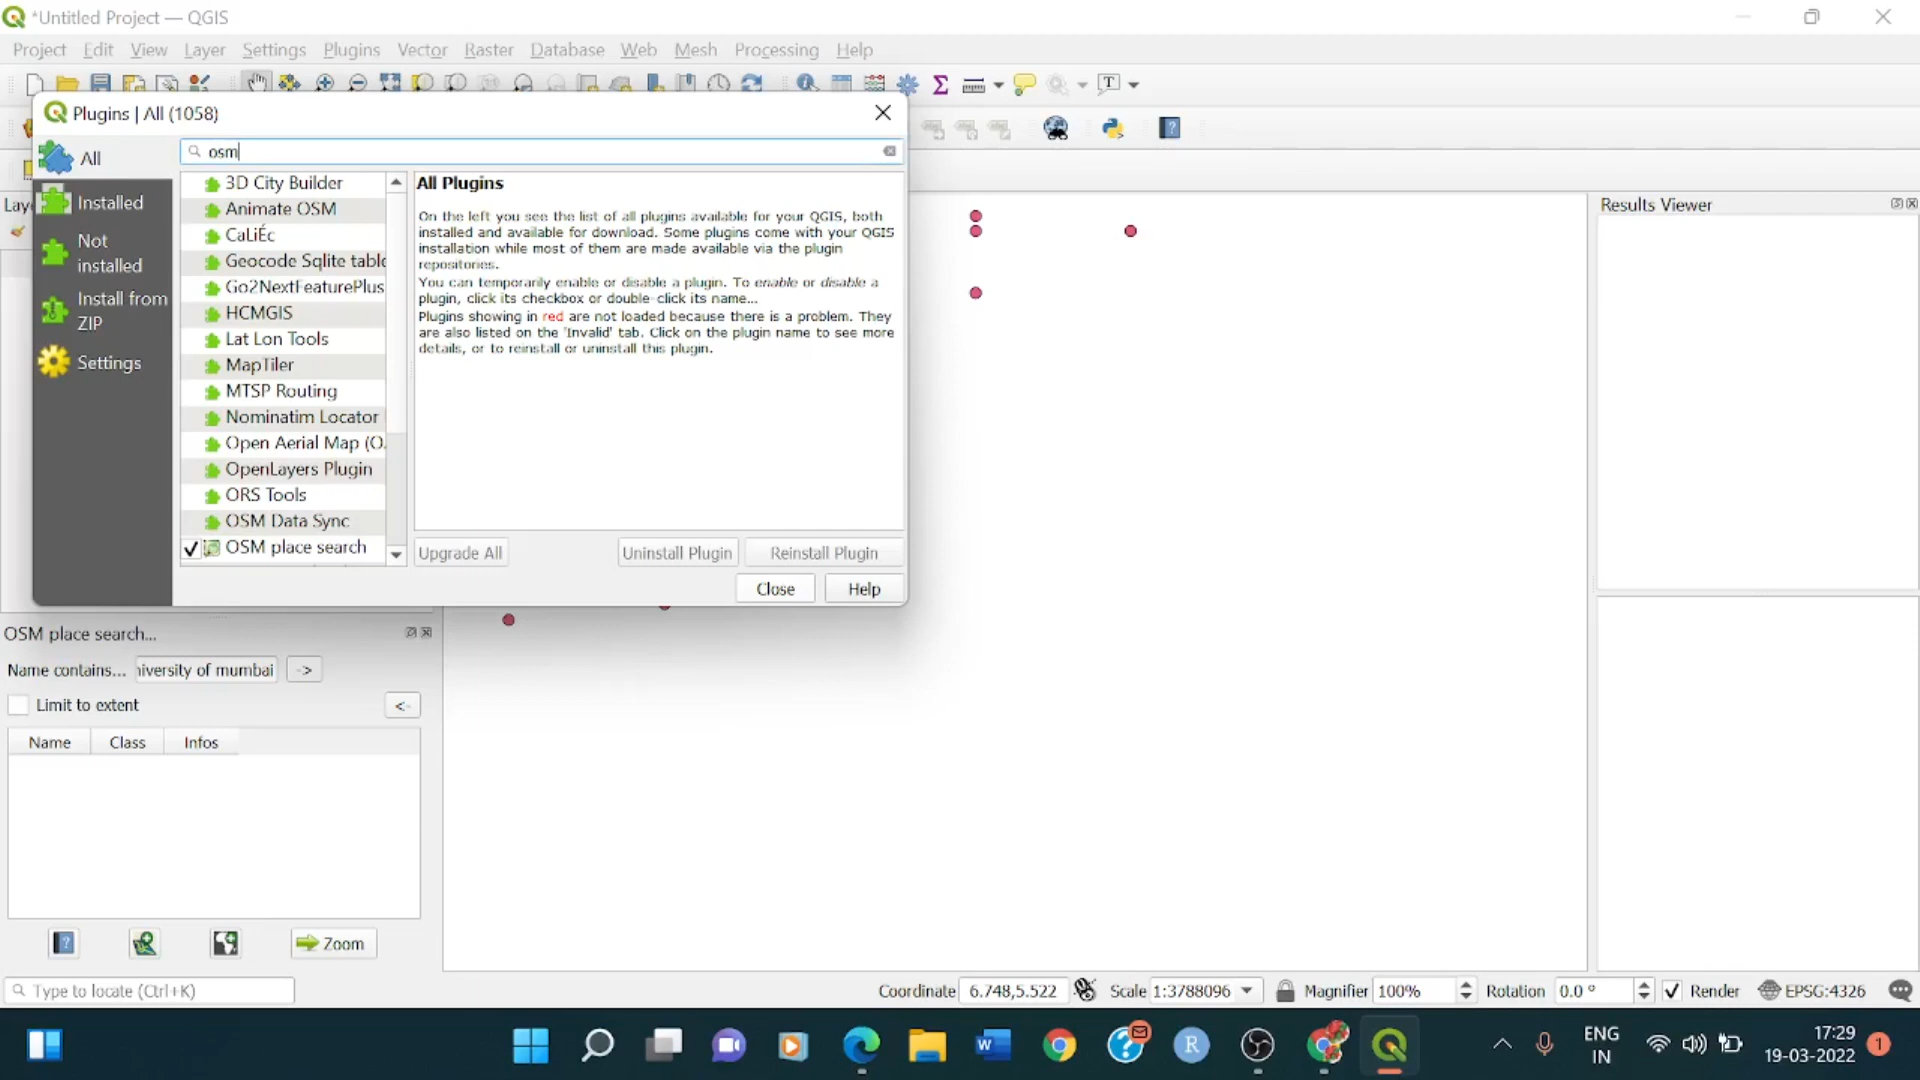 *Untitled Project — QGIS
Project Edit View Layer Settings Plugins Vector Raster Database Web Mesh Processing Help
Plugins | All (1058)
All
osm
Installed
Not
installed
Install from
ZIP
Settings
3D City Builder
Animate OSM
CaLiÉc
Geocode Sqlite table
Go2NextFeaturePlus
HCMGIS
Lat Lon Tools
MapTiler
MTSP Routing
Nominatim Locator
Open Aerial Map (O
OpenLayers Plugin
ORS Tools
OSM Data Sync
OSM place search
All Plugins
On the left you see the list of all plugins available for your QGIS, both
installed and available for download. Some plugins come with your QGIS
installation while most of them are made available via the plugin
repositories.
You can temporarily enable or disable a plugin. To enable or disable a
plugin, click its checkbox or double-click its name...
Plugins showing in red are not loaded because there is a problem. They
are also listed on the 'Invalid' tab. Click on the plugin name to see more
details, or to reinstall or uninstall this plugin.
Upgrade All Uninstall Plugin Reinstall Plugin
Close Help
Lay
Results Viewer
OSM place search...
Name contains... iversity of mumbai ->
Limit to extent <-
Name Class Infos
Zoom
Type to locate (Ctrl+K)
Coordinate 6.748,5.522 Scale 1:3788096 Magnifier 100% Rotation 0.0 ° Render EPSG:4326
ENG
IN
17:29
19-03-2022
1